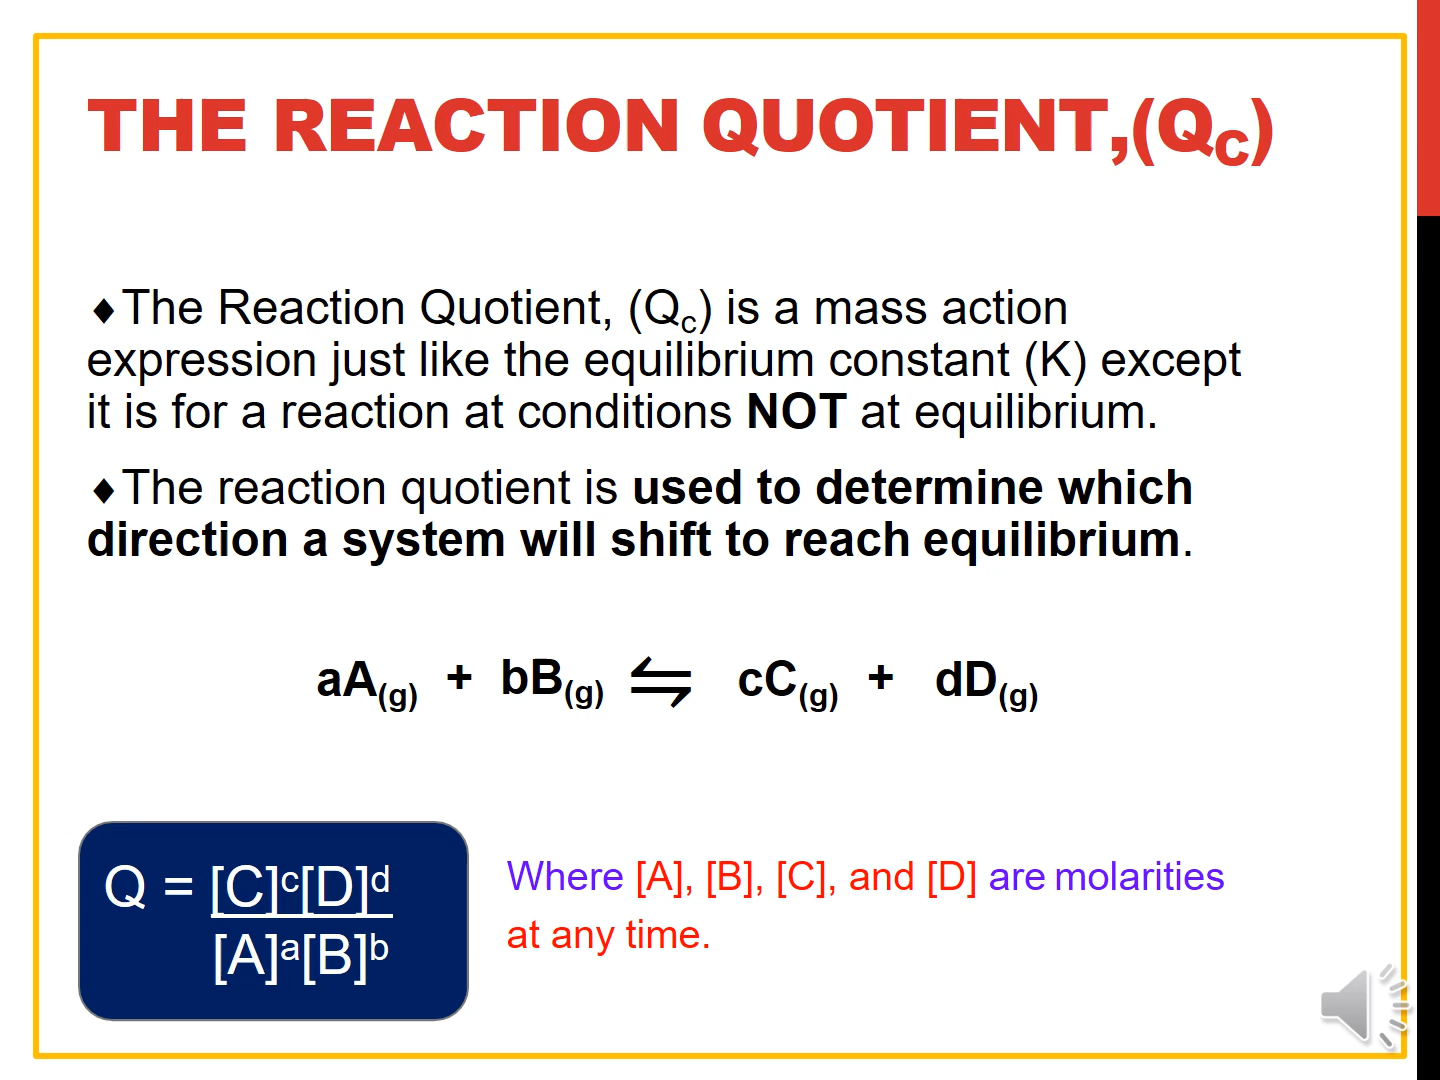 THE REACTION QUOTIENT,(Qc)
♦The Reaction Quotient, (Qc) is a mass action
expression just like the equilibrium constant (K) except
it is for a reaction at conditions NOT at equilibrium.
♦The reaction quotient is used to determine which
direction a system will shift to reach equilibrium.
aA(g) + bB(g) ⇋ cC(g) + dD(g)
Q = [C]ᶜ[D]ᵈ
[A]ᵃ[B]ᵇ
Where [A], [B], [C], and [D] are molarities
at any time.